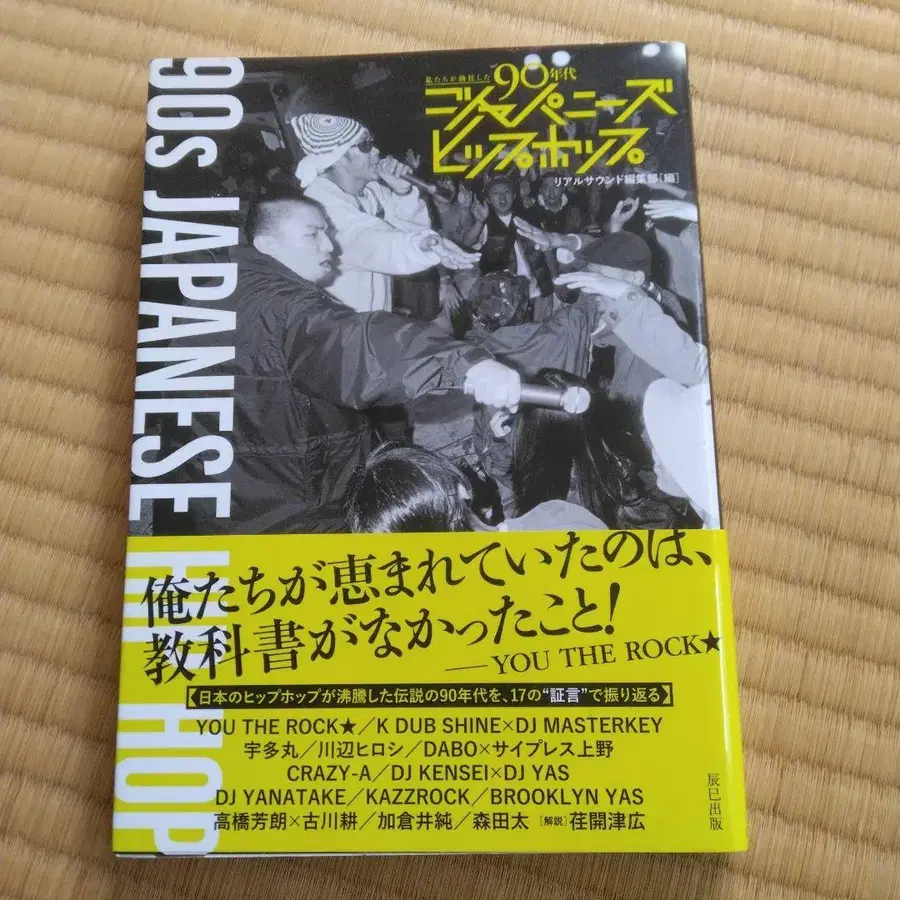 90s JAPANESE HIP HOP
私たちが熱狂した
90年代
ジャパニーズ
ヒップホップ
リアルサウンド編集部[編]
俺たちが恵まれていたのは、
教科書がなかったこと!
──YOU THE ROCK★
《日本のヒップホップが沸騰した伝説の90年代を、17の“証言”で振り返る》
YOU THE ROCK★/K DUB SHINE×DJ MASTERKEY
宇多丸/川辺ヒロシ/DABO×サイプレス上野
CRAZY-A/DJ KENSEI×DJ YAS
DJ YANATAKE/KAZZROCK/BROOKLYN YAS
高橋芳朗×古川耕/加倉井純/森田太 [解説] 荏開津広
辰巳出版